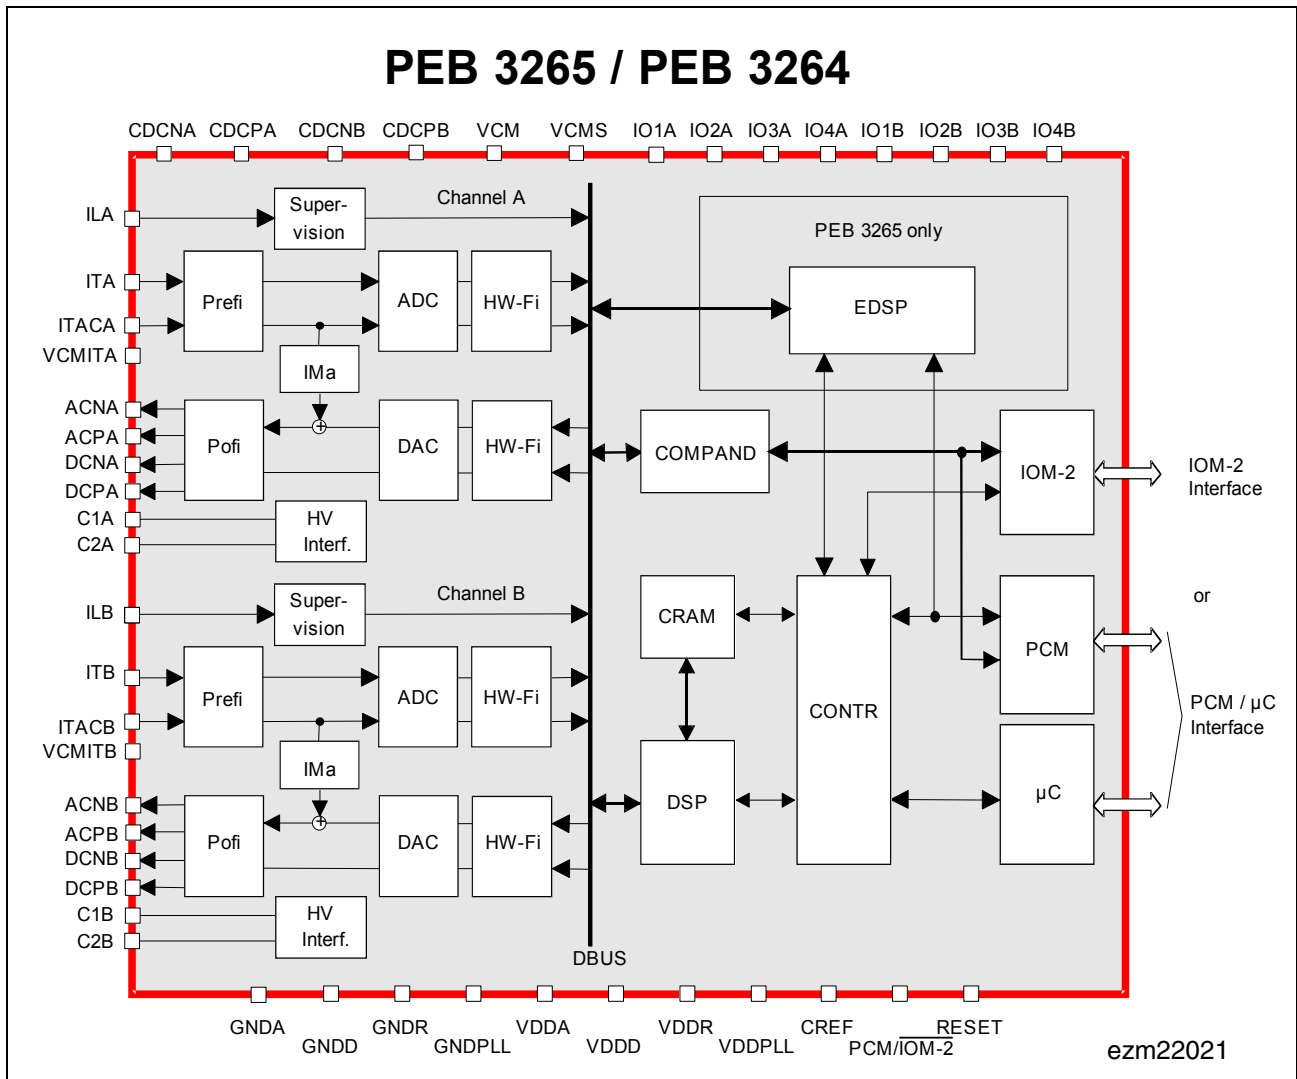 PEB 3265 / PEB 3264
CDCNA CDCPA CDCNB CDCPB VCM VCMS IO1A IO2A IO3A IO4A IO1B IO2B IO3B IO4B
ILA
Super-
vision
Channel A
PEB 3265 only
ITA
Prefi
ADC
HW-Fi
EDSP
ITACA
VCMITA
IMa
ACNA
ACPA
DCNA
DCPA
Pofi
+
DAC
HW-Fi
COMPAND
IOM-2
IOM-2
Interface
C1A
C2A
HV
Interf.
ILB
Super-
vision
Channel B
CRAM
or
ITB
Prefi
ADC
HW-Fi
PCM
CONTR
PCM / µC
Interface
ITACB
VCMITB
IMa
ACNB
ACPB
DCNB
DCPB
Pofi
+
DAC
HW-Fi
DSP
µC
C1B
C2B
HV
Interf.
DBUS
GNDA GNDD GNDR GNDPLL VDDA VDDD VDDR VDDPLL CREF PCM/IOM-2 RESET
ezm22021